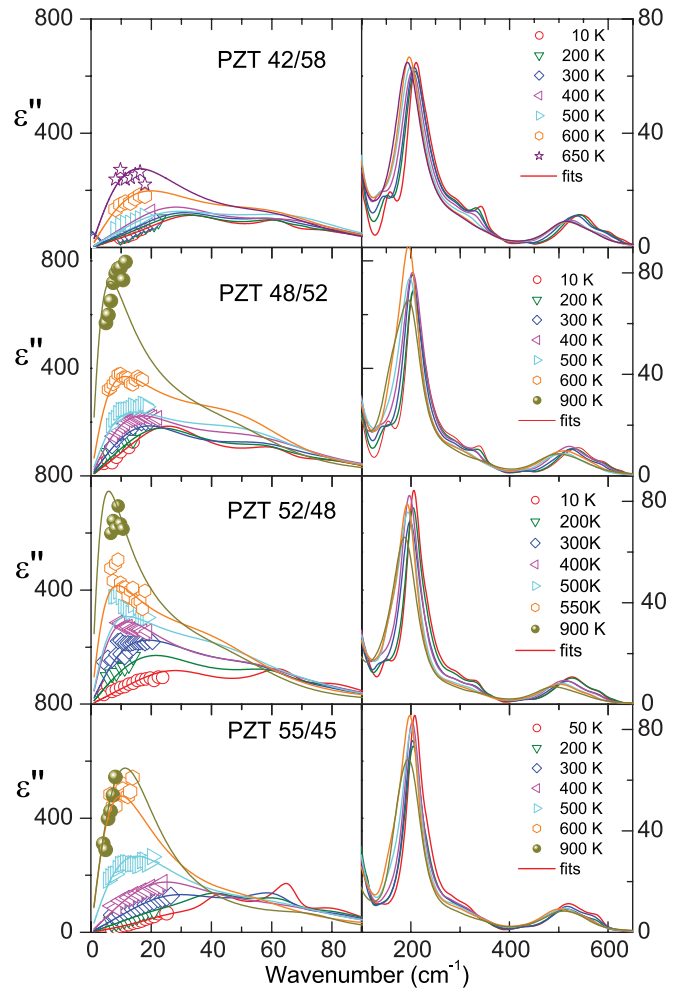 800
80
PZT 42/58
10 K
200 K
300 K
400 K
500 K
600 K
650 K
fits
ε"
400
40
0
800
80
PZT 48/52
10 K
200 K
300 K
400 K
500 K
600 K
900 K
fits
ε"
400
40
800
0
PZT 52/48
10 K
200K
300K
400K
500K
550K
900 K
fits
80
ε"
400
40
800
0
PZT 55/45
50 K
200 K
300 K
400 K
500 K
600 K
900 K
fits
80
ε"
400
40
0
0
0 20 40 60 80 200 400 600
Wavenumber (cm-1)